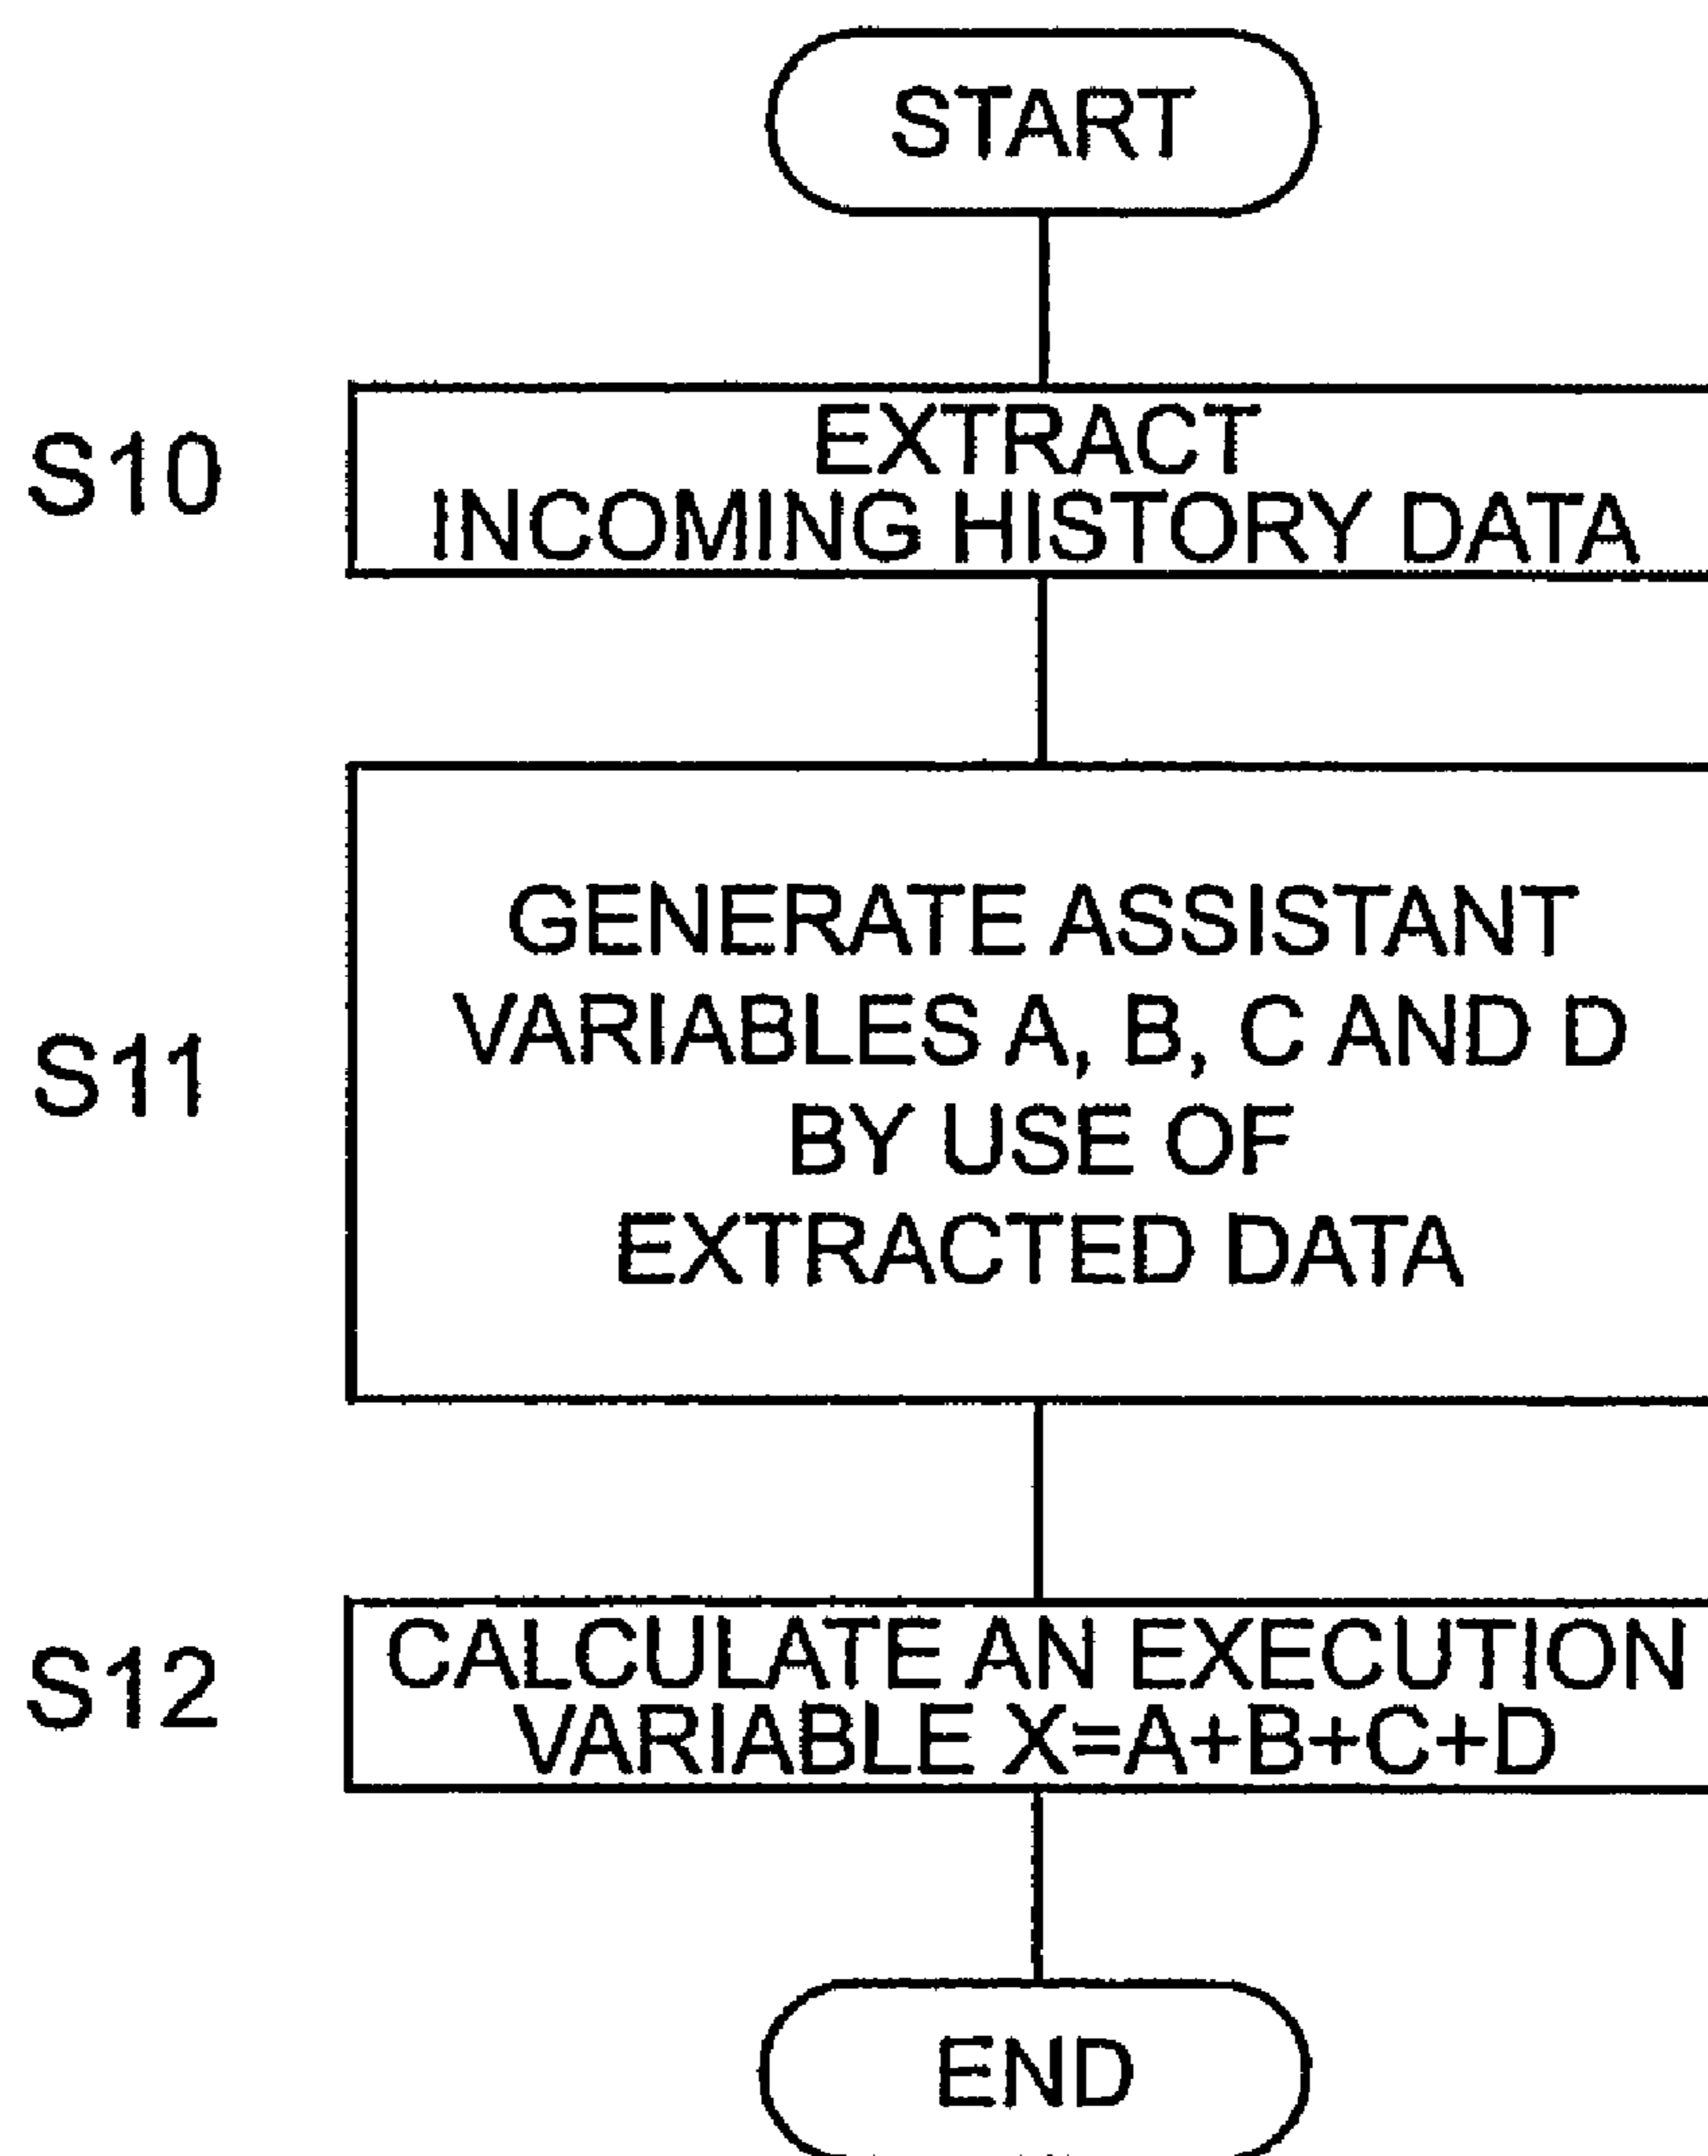 START
S10
EXTRACT
INCOMING HISTORY DATA
S11
GENERATE ASSISTANT
VARIABLES A, B, C AND D
BY USE OF
EXTRACTED DATA
S12
CALCULATE AN EXECUTION
VARIABLE X=A+B+C+D
END